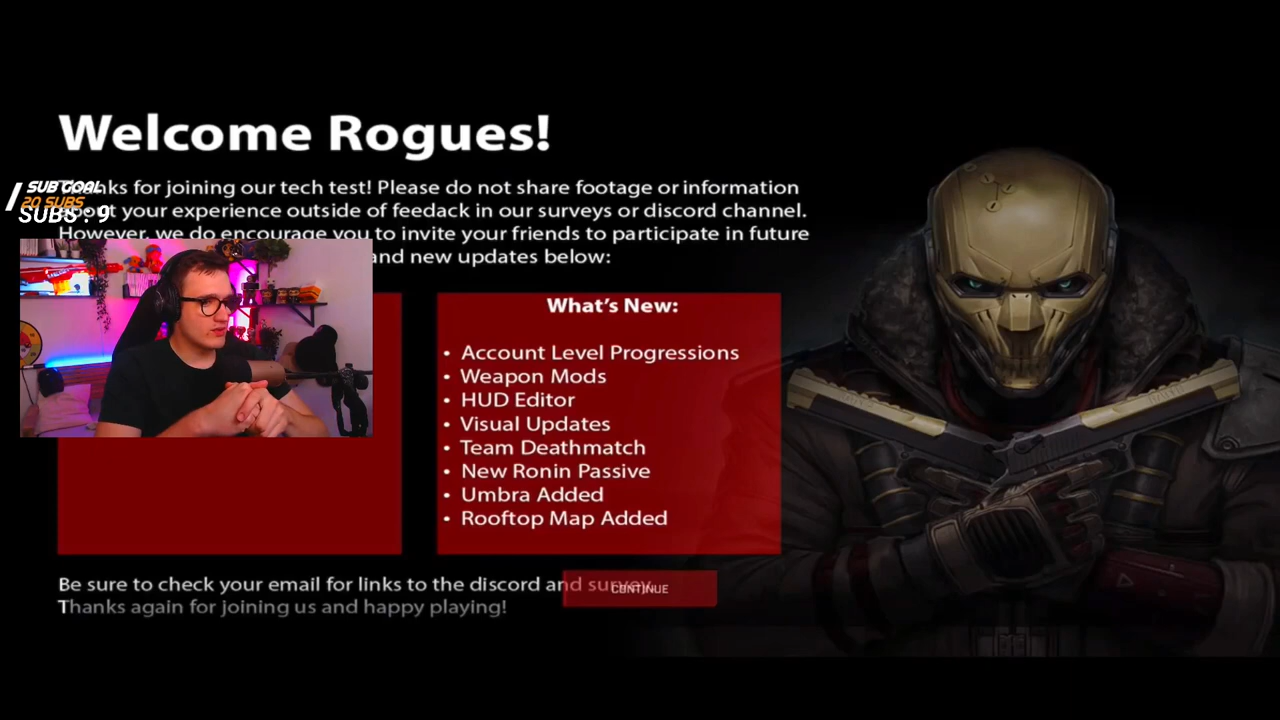 Welcome Rogues!
SUB GOAL
20 SUBS
SUBS : 9
Thanks for joining our tech test! Please do not share footage or information
about your experience outside of feedack in our surveys or discord channel.
However, we do encourage you to invite your friends to participate in future
and new updates below:
What's New:
• Account Level Progressions
• Weapon Mods
• HUD Editor
• Visual Updates
• Team Deathmatch
• New Ronin Passive
• Umbra Added
• Rooftop Map Added
Be sure to check your email for links to the discord and survey.
CONTINUE
Thanks again for joining us and happy playing!